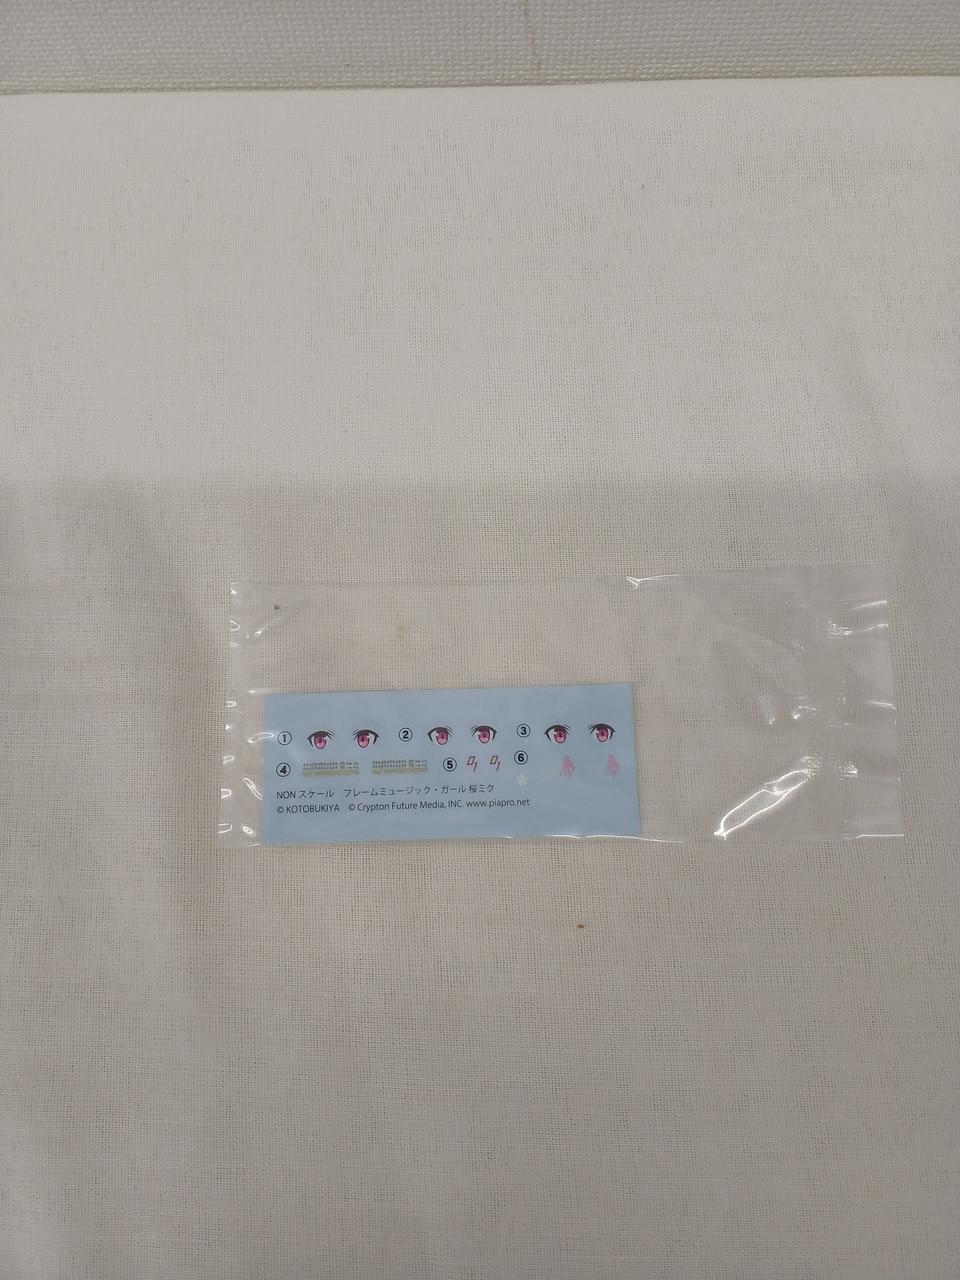 ① ② ③
④ ⑤ ⑥
NON スケール　フレームミュージック・ガール 桜ミク
© KOTOBUKIYA　© Crypton Future Media, INC. www.piapro.net